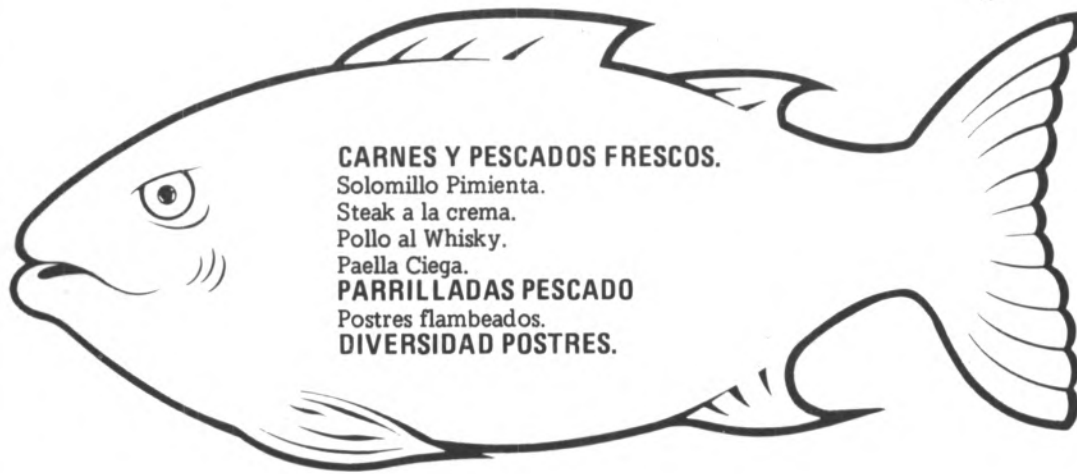 CARNES Y PESCADOS FRESCOS.
Solomillo Pimienta.
Steak a la crema.
Pollo al Whisky.
Paella Ciega.
PARRILLADAS PESCADO
Postres flambeados.
DIVERSIDAD POSTRES.